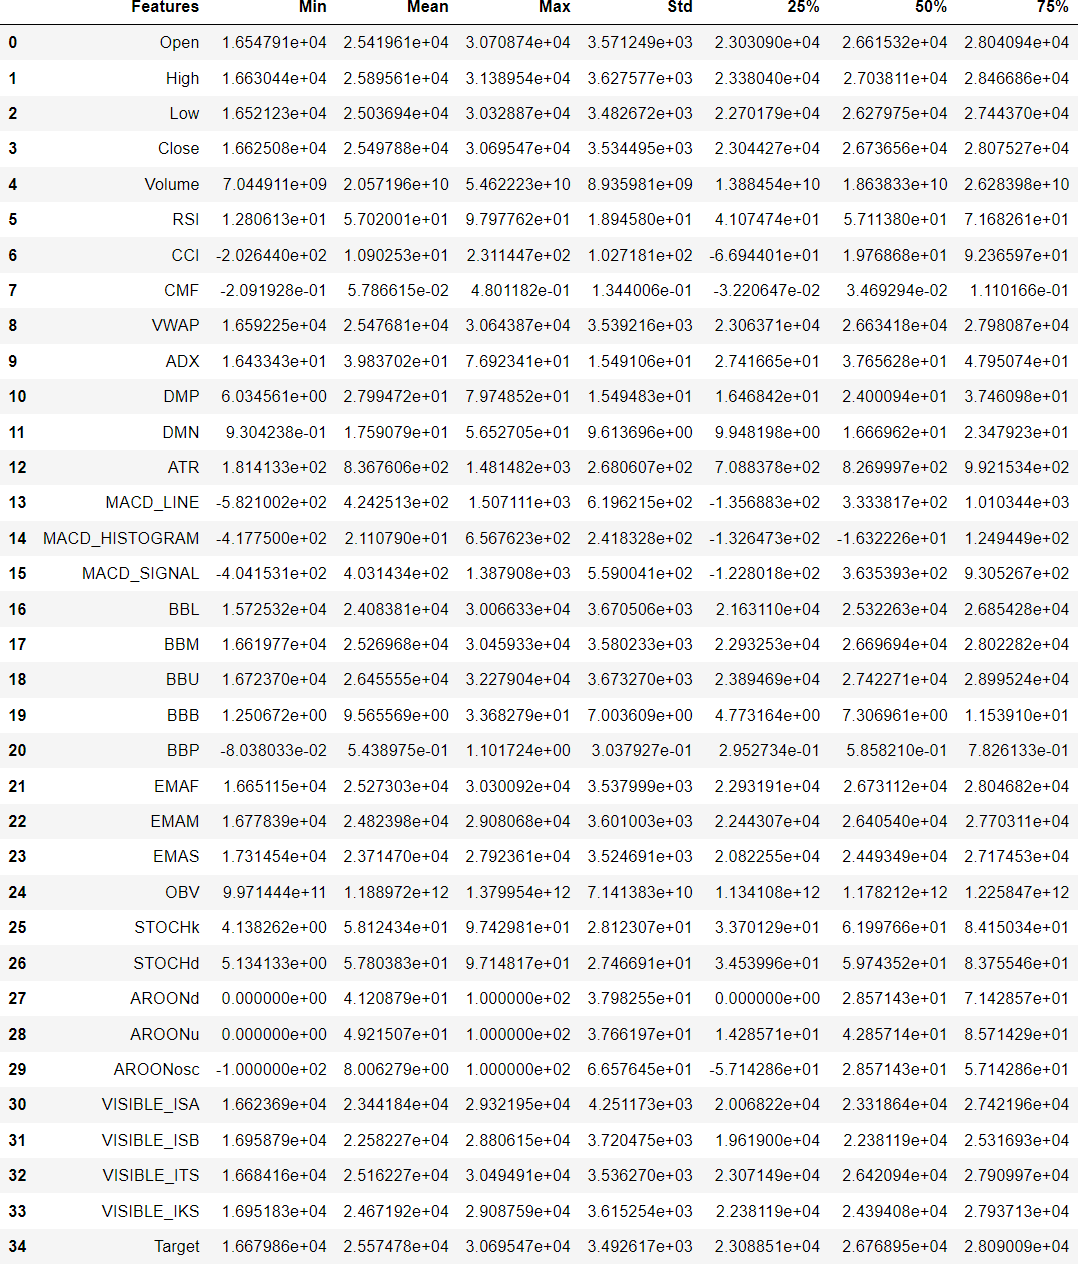 Features Min Mean Max Std 25% 50% 75%
0 Open 1.654791e+04 2.541961e+04 3.070874e+04 3.571249e+03 2.303090e+04 2.661532e+04 2.804094e+04
1 High 1.663044e+04 2.589561e+04 3.138954e+04 3.627577e+03 2.338040e+04 2.703811e+04 2.846686e+04
2 Low 1.652123e+04 2.503694e+04 3.032887e+04 3.482672e+03 2.270179e+04 2.627975e+04 2.744370e+04
3 Close 1.662508e+04 2.549788e+04 3.069547e+04 3.534495e+03 2.304427e+04 2.673656e+04 2.807527e+04
4 Volume 7.044911e+09 2.057196e+10 5.462223e+10 8.935981e+09 1.388454e+10 1.863833e+10 2.628398e+10
5 RSI 1.280613e+01 5.702001e+01 9.797762e+01 1.894580e+01 4.107474e+01 5.711380e+01 7.168261e+01
6 CCI -2.026440e+02 1.090253e+01 2.311447e+02 1.027181e+02 -6.694401e+01 1.976868e+01 9.236597e+01
7 CMF -2.091928e-01 5.786615e-02 4.801182e-01 1.344006e-01 -3.220647e-02 3.469294e-02 1.110166e-01
8 VWAP 1.659225e+04 2.547681e+04 3.064387e+04 3.539216e+03 2.306371e+04 2.663418e+04 2.798087e+04
9 ADX 1.643343e+01 3.983702e+01 7.692341e+01 1.549106e+01 2.741665e+01 3.765628e+01 4.795074e+01
10 DMP 6.034561e+00 2.799472e+01 7.974852e+01 1.549483e+01 1.646842e+01 2.400094e+01 3.746098e+01
11 DMN 9.304238e-01 1.759079e+01 5.652705e+01 9.613696e+00 9.948198e+00 1.666962e+01 2.347923e+01
12 ATR 1.814133e+02 8.367606e+02 1.481482e+03 2.680607e+02 7.088378e+02 8.269997e+02 9.921534e+02
13 MACD_LINE -5.821002e+02 4.242513e+02 1.507111e+03 6.196215e+02 -1.356883e+02 3.333817e+02 1.010344e+03
14 MACD_HISTOGRAM -4.177500e+02 2.110790e+01 6.567623e+02 2.418328e+02 -1.326473e+02 -1.632226e+01 1.249449e+02
15 MACD_SIGNAL -4.041531e+02 4.031434e+02 1.387908e+03 5.590041e+02 -1.228018e+02 3.635393e+02 9.305267e+02
16 BBL 1.572532e+04 2.408381e+04 3.006633e+04 3.670506e+03 2.163110e+04 2.532263e+04 2.685428e+04
17 BBM 1.661977e+04 2.526968e+04 3.045933e+04 3.580233e+03 2.293253e+04 2.669694e+04 2.802282e+04
18 BBU 1.672370e+04 2.645555e+04 3.227904e+04 3.673270e+03 2.389469e+04 2.742271e+04 2.899524e+04
19 BBB 1.250672e+00 9.565569e+00 3.368279e+01 7.003609e+00 4.773164e+00 7.306961e+00 1.153910e+01
20 BBP -8.038033e-02 5.438975e-01 1.101724e+00 3.037927e-01 2.952734e-01 5.858210e-01 7.826133e-01
21 EMAF 1.665115e+04 2.527303e+04 3.030092e+04 3.537999e+03 2.293191e+04 2.673112e+04 2.804682e+04
22 EMAM 1.677839e+04 2.482398e+04 2.908068e+04 3.601003e+03 2.244307e+04 2.640540e+04 2.770311e+04
23 EMAS 1.731454e+04 2.371470e+04 2.792361e+04 3.524691e+03 2.082255e+04 2.449349e+04 2.717453e+04
24 OBV 9.971444e+11 1.188972e+12 1.379954e+12 7.141383e+10 1.134108e+12 1.178212e+12 1.225847e+12
25 STOCHk 4.138262e+00 5.812434e+01 9.742981e+01 2.812307e+01 3.370129e+01 6.199766e+01 8.415034e+01
26 STOCHd 5.134133e+00 5.780383e+01 9.714817e+01 2.746691e+01 3.453996e+01 5.974352e+01 8.375546e+01
27 AROONd 0.000000e+00 4.120879e+01 1.000000e+02 3.798255e+01 0.000000e+00 2.857143e+01 7.142857e+01
28 AROONu 0.000000e+00 4.921507e+01 1.000000e+02 3.766197e+01 1.428571e+01 4.285714e+01 8.571429e+01
29 AROONosc -1.000000e+02 8.006279e+00 1.000000e+02 6.657645e+01 -5.714286e+01 2.857143e+01 5.714286e+01
30 VISIBLE_ISA 1.662369e+04 2.344184e+04 2.932195e+04 4.251173e+03 2.006822e+04 2.331864e+04 2.742196e+04
31 VISIBLE_ISB 1.695879e+04 2.258227e+04 2.880615e+04 3.720475e+03 1.961900e+04 2.238119e+04 2.531693e+04
32 VISIBLE_ITS 1.668416e+04 2.516227e+04 3.049491e+04 3.536270e+03 2.307149e+04 2.642094e+04 2.790997e+04
33 VISIBLE_IKS 1.695183e+04 2.467192e+04 2.908759e+04 3.615254e+03 2.238119e+04 2.439408e+04 2.793713e+04
34 Target 1.667986e+04 2.557478e+04 3.069547e+04 3.492617e+03 2.308851e+04 2.676895e+04 2.809009e+04